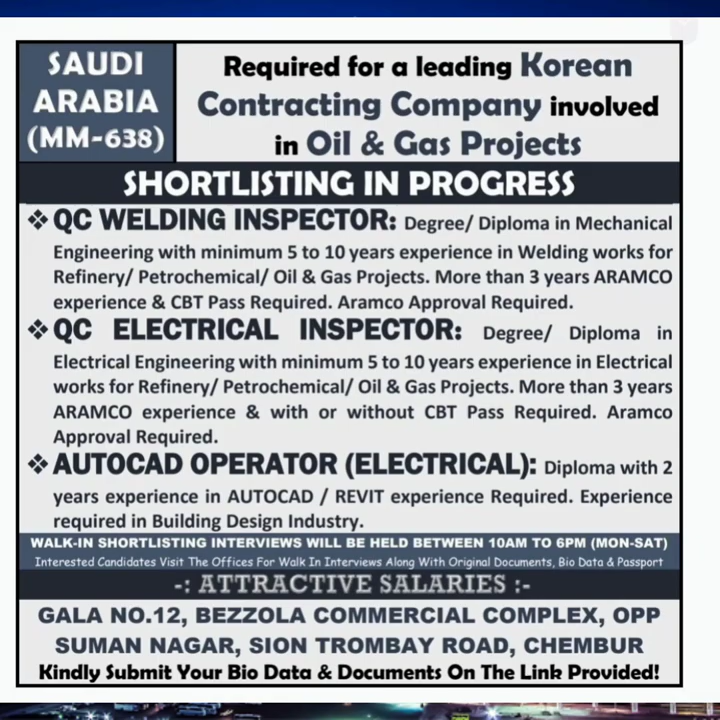 SAUDI
ARABIA
(MM-638)
Required for a leading Korean
Contracting Company involved
in Oil & Gas Projects
SHORTLISTING IN PROGRESS
❖ QC WELDING INSPECTOR: Degree/ Diploma in Mechanical
Engineering with minimum 5 to 10 years experience in Welding works for
Refinery/ Petrochemical/ Oil & Gas Projects. More than 3 years ARAMCO
experience & CBT Pass Required. Aramco Approval Required.
❖ QC ELECTRICAL INSPECTOR: Degree/ Diploma in
Electrical Engineering with minimum 5 to 10 years experience in Electrical
works for Refinery/ Petrochemical/ Oil & Gas Projects. More than 3 years
ARAMCO experience & with or without CBT Pass Required. Aramco
Approval Required.
❖ AUTOCAD OPERATOR (ELECTRICAL): Diploma with 2
years experience in AUTOCAD / REVIT experience Required. Experience
required in Building Design Industry.
WALK-IN SHORTLISTING INTERVIEWS WILL BE HELD BETWEEN 10AM TO 6PM (MON-SAT)
Interested Candidates Visit The Offices For Walk In Interviews Along With Original Documents, Bio Data & Passport
-: ATTRACTIVE SALARIES :-
GALA NO.12, BEZZOLA COMMERCIAL COMPLEX, OPP
SUMAN NAGAR, SION TROMBAY ROAD, CHEMBUR
Kindly Submit Your Bio Data & Documents On The Link Provided!